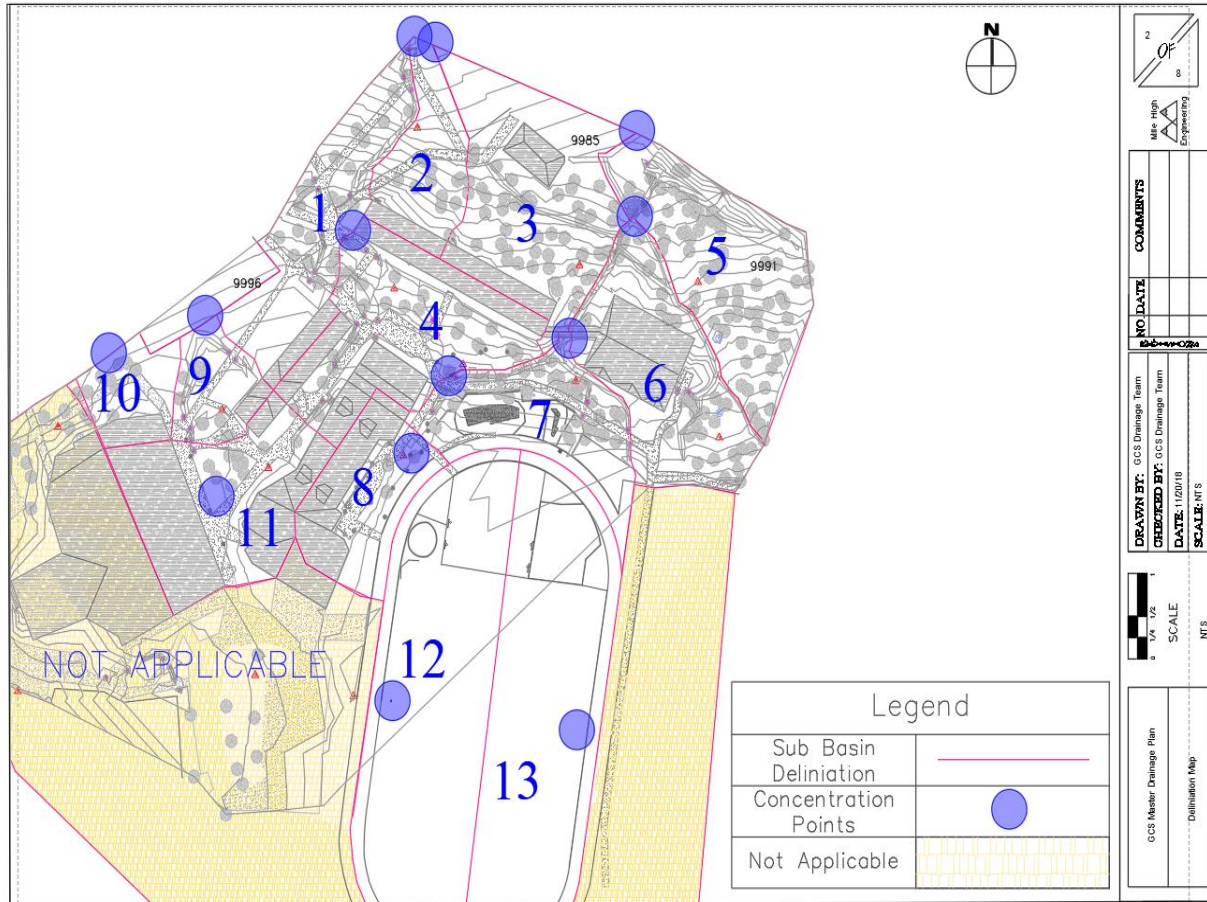 N
9985
2
1
3
5
9991
9996
4
9
10
6
7
8
11
NOT APPLICABLE
12
13
Legend
Sub Basin
Deliniation
Concentration
Points
Not Applicable
2
OF
8
Mile High
Engineering
NO.
DATE
COMMENTS
DRAWN BY: GCS Drainage Team
CHECKED BY: GCS Drainage Team
DATE: 11/20/18
SCALE: NTS
0 1/4 1/2 1
SCALE
NTS
GCS Master Drainage Plan
Deliniation Map